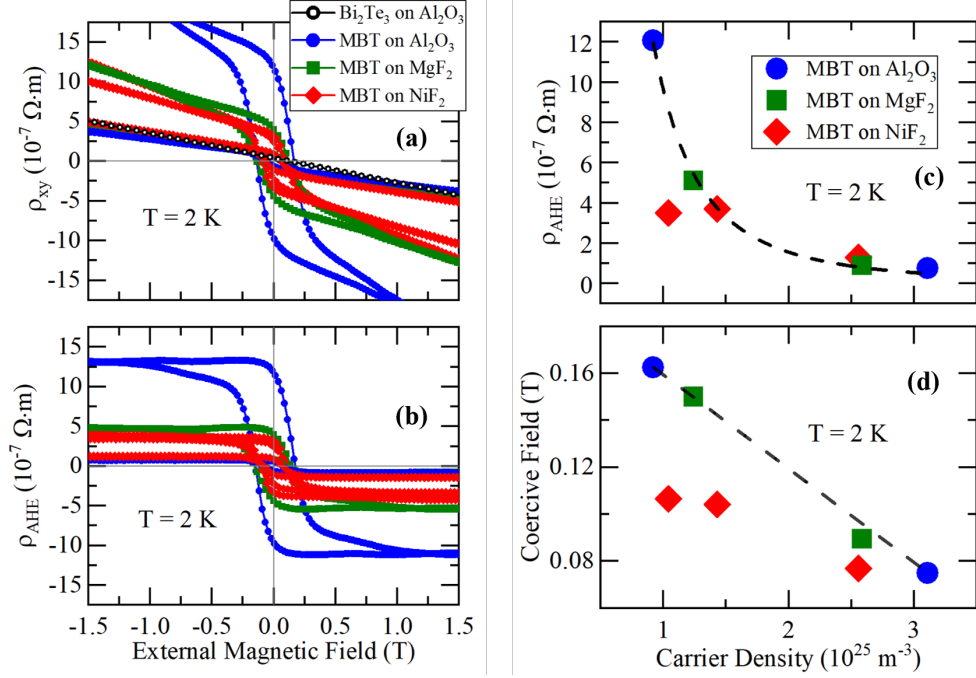 Bi₂Te₃ on Al₂O₃
MBT on Al₂O₃
MBT on MgF₂
MBT on NiF₂
15
10
5
0
-5
-10
-15
ρxy (10⁻⁷ Ω·m)
(a)
T = 2 K
15
10
5
0
-5
-10
-15
ρAHE (10⁻⁷ Ω·m)
(b)
T = 2 K
-1.5 -1.0 -0.5 0.0 0.5 1.0 1.5
External Magnetic Field (T)
12
10
8
6
4
2
0
ρAHE (10⁻⁷ Ω·m)
(c)
MBT on Al₂O₃
MBT on MgF₂
MBT on NiF₂
T = 2 K
0.16
0.12
0.08
Coercive Field (T)
(d)
T = 2 K
1 2 3
Carrier Density (10²⁵ m⁻³)